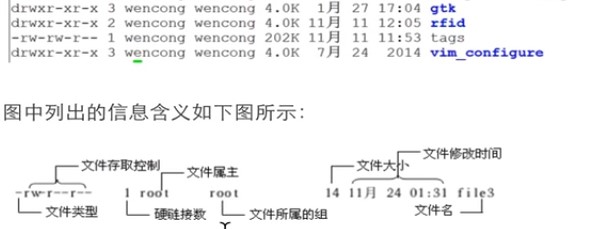 drwxr-xr-x 3 wencong wencong 4.0K 1月 27 17:04 gtk
drwxr-xr-x 2 wencong wencong 4.0K 11月 11 12:05 rfid
-rw-rw-r-- 1 wencong wencong 202K 11月 11 11:53 tags
drwxr-xr-x 3 wencong wencong 4.0K 7月 24 2014 vim_configure
图中列出的信息含义如下图所示：
文件存取控制 文件属主 文件大小 文件修改时间
-rw-r--r-- 1 root root 14 11月 24 01:31 file3
文件类型 硬链接数 文件所属的组 文件名